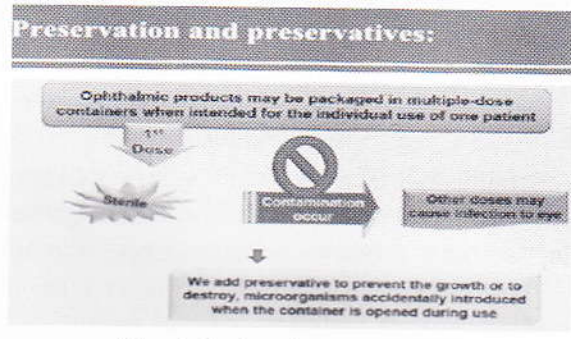 Preservation and preservatives:
Ophthalmic products may be packaged in multiple-dose
containers when intended for the individual use of one patient
1st
Dose
Sterile
Contamination
occur
Other doses may
cause infection to eye
We add preservative to prevent the growth or to
destroy, microorganisms accidentally introduced
when the container is opened during use